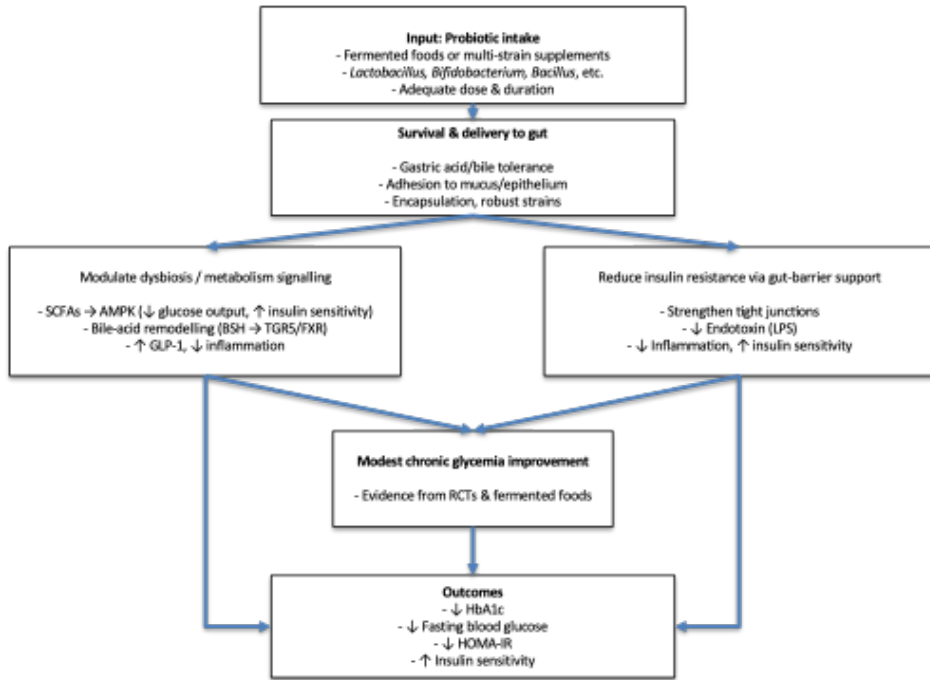 Input: Probiotic intake
- Fermented foods or multi-strain supplements
- Lactobacillus, Bifidobacterium, Bacillus, etc.
- Adequate dose & duration
Survival & delivery to gut
- Gastric acid/bile tolerance
- Adhesion to mucus/epithelium
- Encapsulation, robust strains
Modulate dysbiosis / metabolism signalling
- SCFAs → AMPK (↓ glucose output, ↑ insulin sensitivity)
- Bile-acid remodelling (BSH → TGR5/FXR)
- ↑ GLP-1, ↓ inflammation
Reduce insulin resistance via gut-barrier support
- Strengthen tight junctions
- ↓ Endotoxin (LPS)
- ↓ Inflammation, ↑ insulin sensitivity
Modest chronic glycemia improvement
- Evidence from RCTs & fermented foods
Outcomes
- ↓ HbA1c
- ↓ Fasting blood glucose
- ↓ HOMA-IR
- ↑ Insulin sensitivity